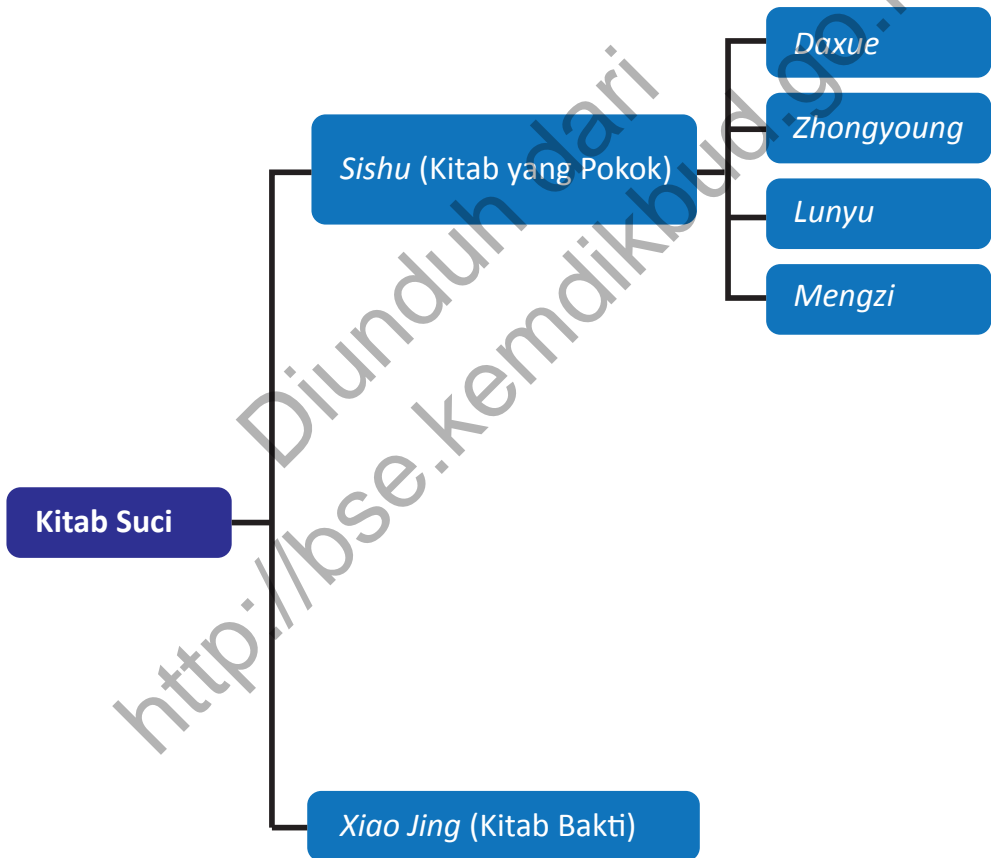 Daxue
Zhongyoung
Sishu (Kitab yang Pokok)
Lunyu
Mengzi
Kitab Suci
Xiao Jing (Kitab Bakti)
Diunduh dari
http://bse.kemdikbud.go.